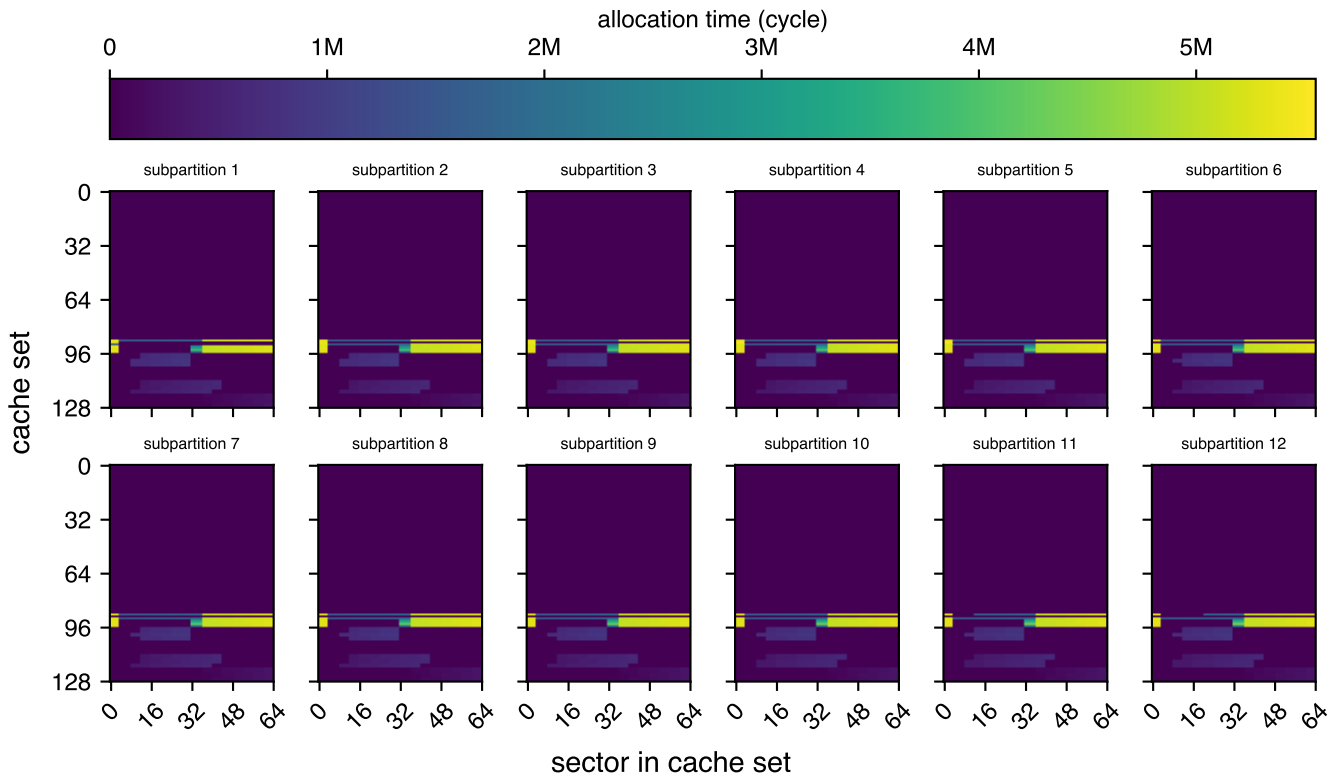 allocation time (cycle)
0 1M 2M 3M 4M 5M
subpartition 1 subpartition 2 subpartition 3 subpartition 4 subpartition 5 subpartition 6
0
32
64
96
128
subpartition 7 subpartition 8 subpartition 9 subpartition 10 subpartition 11 subpartition 12
0
32
64
96
128
cache set
0 16 32 48 64 0 16 32 48 64 0 16 32 48 64 0 16 32 48 64 0 16 32 48 64 0 16 32 48 64
sector in cache set